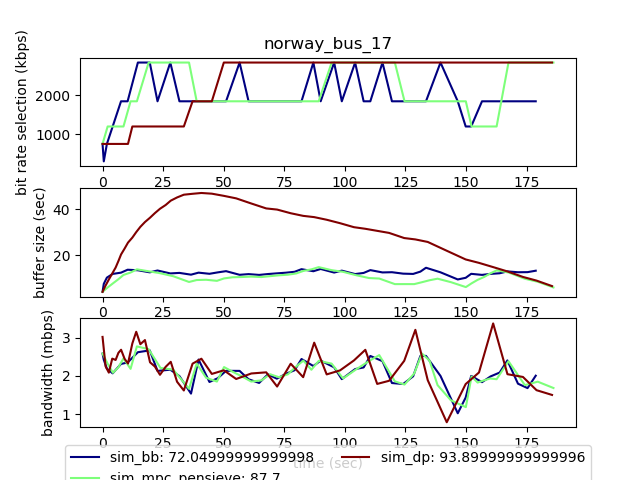 norway_bus_17
bit rate selection (kbps)
2000
1000
0 25 50 75 100 125 150 175
buffer size (sec)
40
20
0 25 50 75 100 125 150 175
bandwidth (mbps)
3
2
1
0 25 50 75 100 125 150 175
time (sec)
sim_bb: 72.04999999999998 sim_dp: 93.89999999999996
sim_mpc_pensieve: 87.7